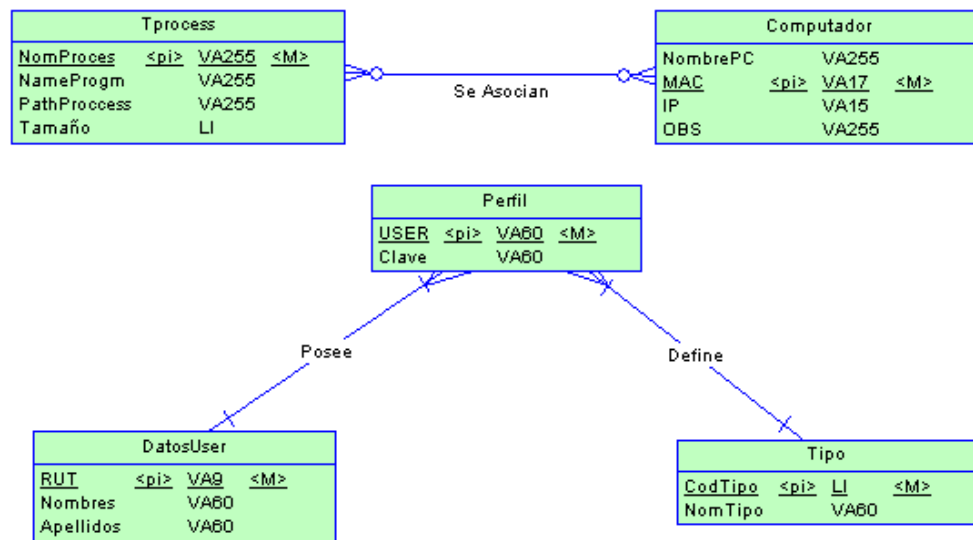 Tprocess
NomProces <pi> VA255 <M>
NameProgm VA255
PathProccess VA255
Tamaño LI
Se Asocian
Computador
NombrePC VA255
MAC <pi> VA17 <M>
IP VA15
OBS VA255
Perfil
USER <pi> VA60 <M>
Clave VA60
Posee
Define
DatosUser
RUT <pi> VA9 <M>
Nombres VA60
Apellidos VA60
Tipo
CodTipo <pi> LI <M>
NomTipo VA60